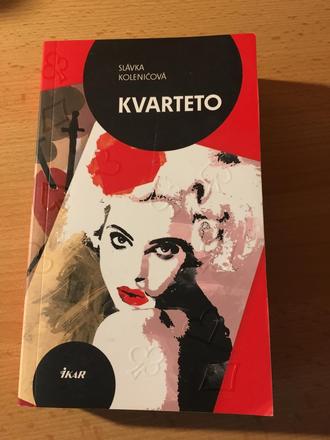 SLÁVKA
KOLENIČOVÁ
KVARTETO
iKAR